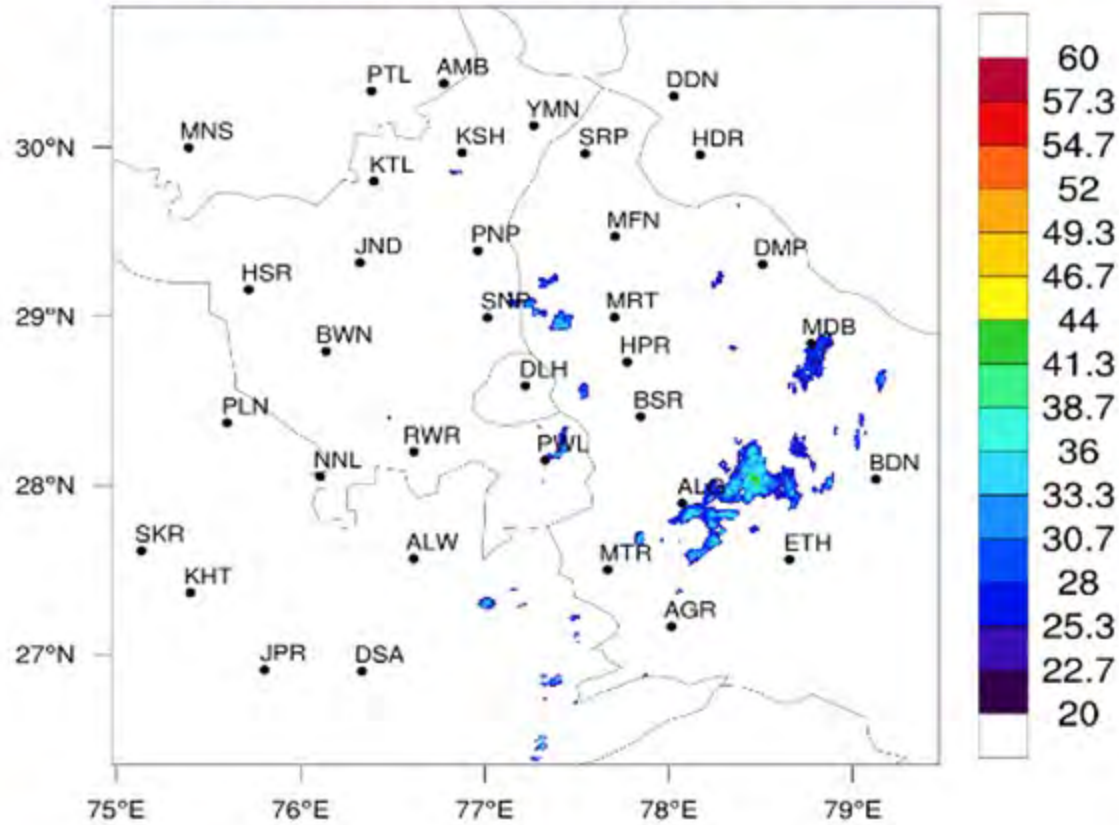 60
PTL AMB DDN
57.3
YMN
MNS KSH SRP HDR 54.7
30°N
KTL 52
MFN 49.3
JND PNP DMP
HSR 46.7
29°N SNP MRT 44
BWN HPR MDB
DLH 41.3
PLN BSR 38.7
RWR PWL 36
NNL BDN
28°N ALG 33.3
SKR ALW MTR ETH 30.7
KHT 28
AGR 25.3
27°N JPR DSA
22.7
20
75°E 76°E 77°E 78°E 79°E